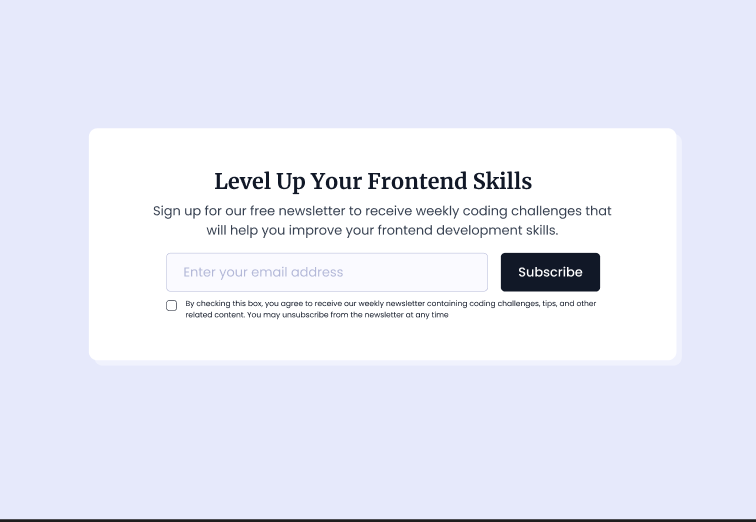 Level Up Your Frontend Skills
Sign up for our free newsletter to receive weekly coding challenges that
will help you improve your frontend development skills.
Enter your email address
Subscribe
By checking this box, you agree to receive our weekly newsletter containing coding challenges, tips, and other
related content. You may unsubscribe from the newsletter at any time